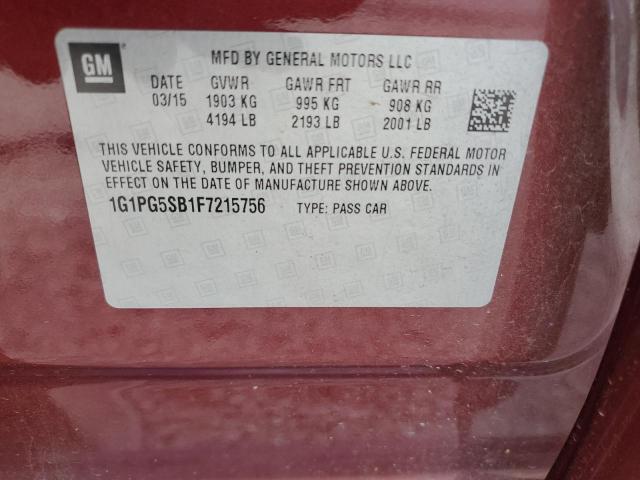 GM
MFD BY GENERAL MOTORS LLC
DATE GVWR GAWR FRT GAWR RR
03/15 1903 KG 995 KG 908 KG
4194 LB 2193 LB 2001 LB
THIS VEHICLE CONFORMS TO ALL APPLICABLE U.S. FEDERAL MOTOR
VEHICLE SAFETY, BUMPER, AND THEFT PREVENTION STANDARDS IN
EFFECT ON THE DATE OF MANUFACTURE SHOWN ABOVE.
1G1PG5SB1F7215756 TYPE: PASS CAR